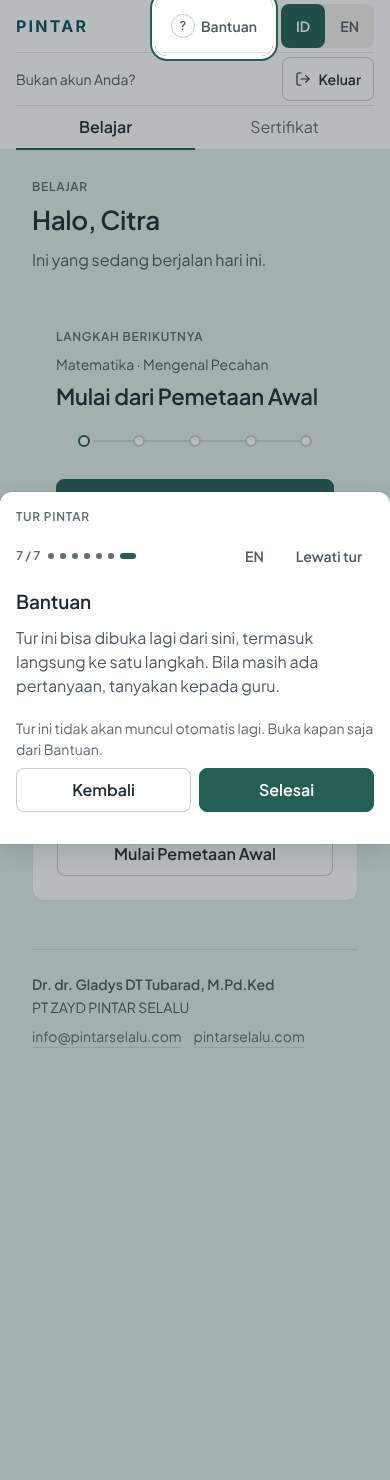 PINTAR
? Bantuan
ID
EN
Bukan akun Anda?
Keluar
Belajar
Sertifikat
BELAJAR
Halo, Citra
Ini yang sedang berjalan hari ini.
LANGKAH BERIKUTNYA
Matematika · Mengenal Pecahan
Mulai dari Pemetaan Awal
TUR PINTAR
7 / 7
EN
Lewati tur
Bantuan
Tur ini bisa dibuka lagi dari sini, termasuk
langsung ke satu langkah. Bila masih ada
pertanyaan, tanyakan kepada guru.
Tur ini tidak akan muncul otomatis lagi. Buka kapan saja
dari Bantuan.
Kembali
Selesai
Mulai Pemetaan Awal
Dr. dr. Gladys DT Tubarad, M.Pd.Ked
PT ZAYD PINTAR SELALU
info@pintarselalu.com pintarselalu.com